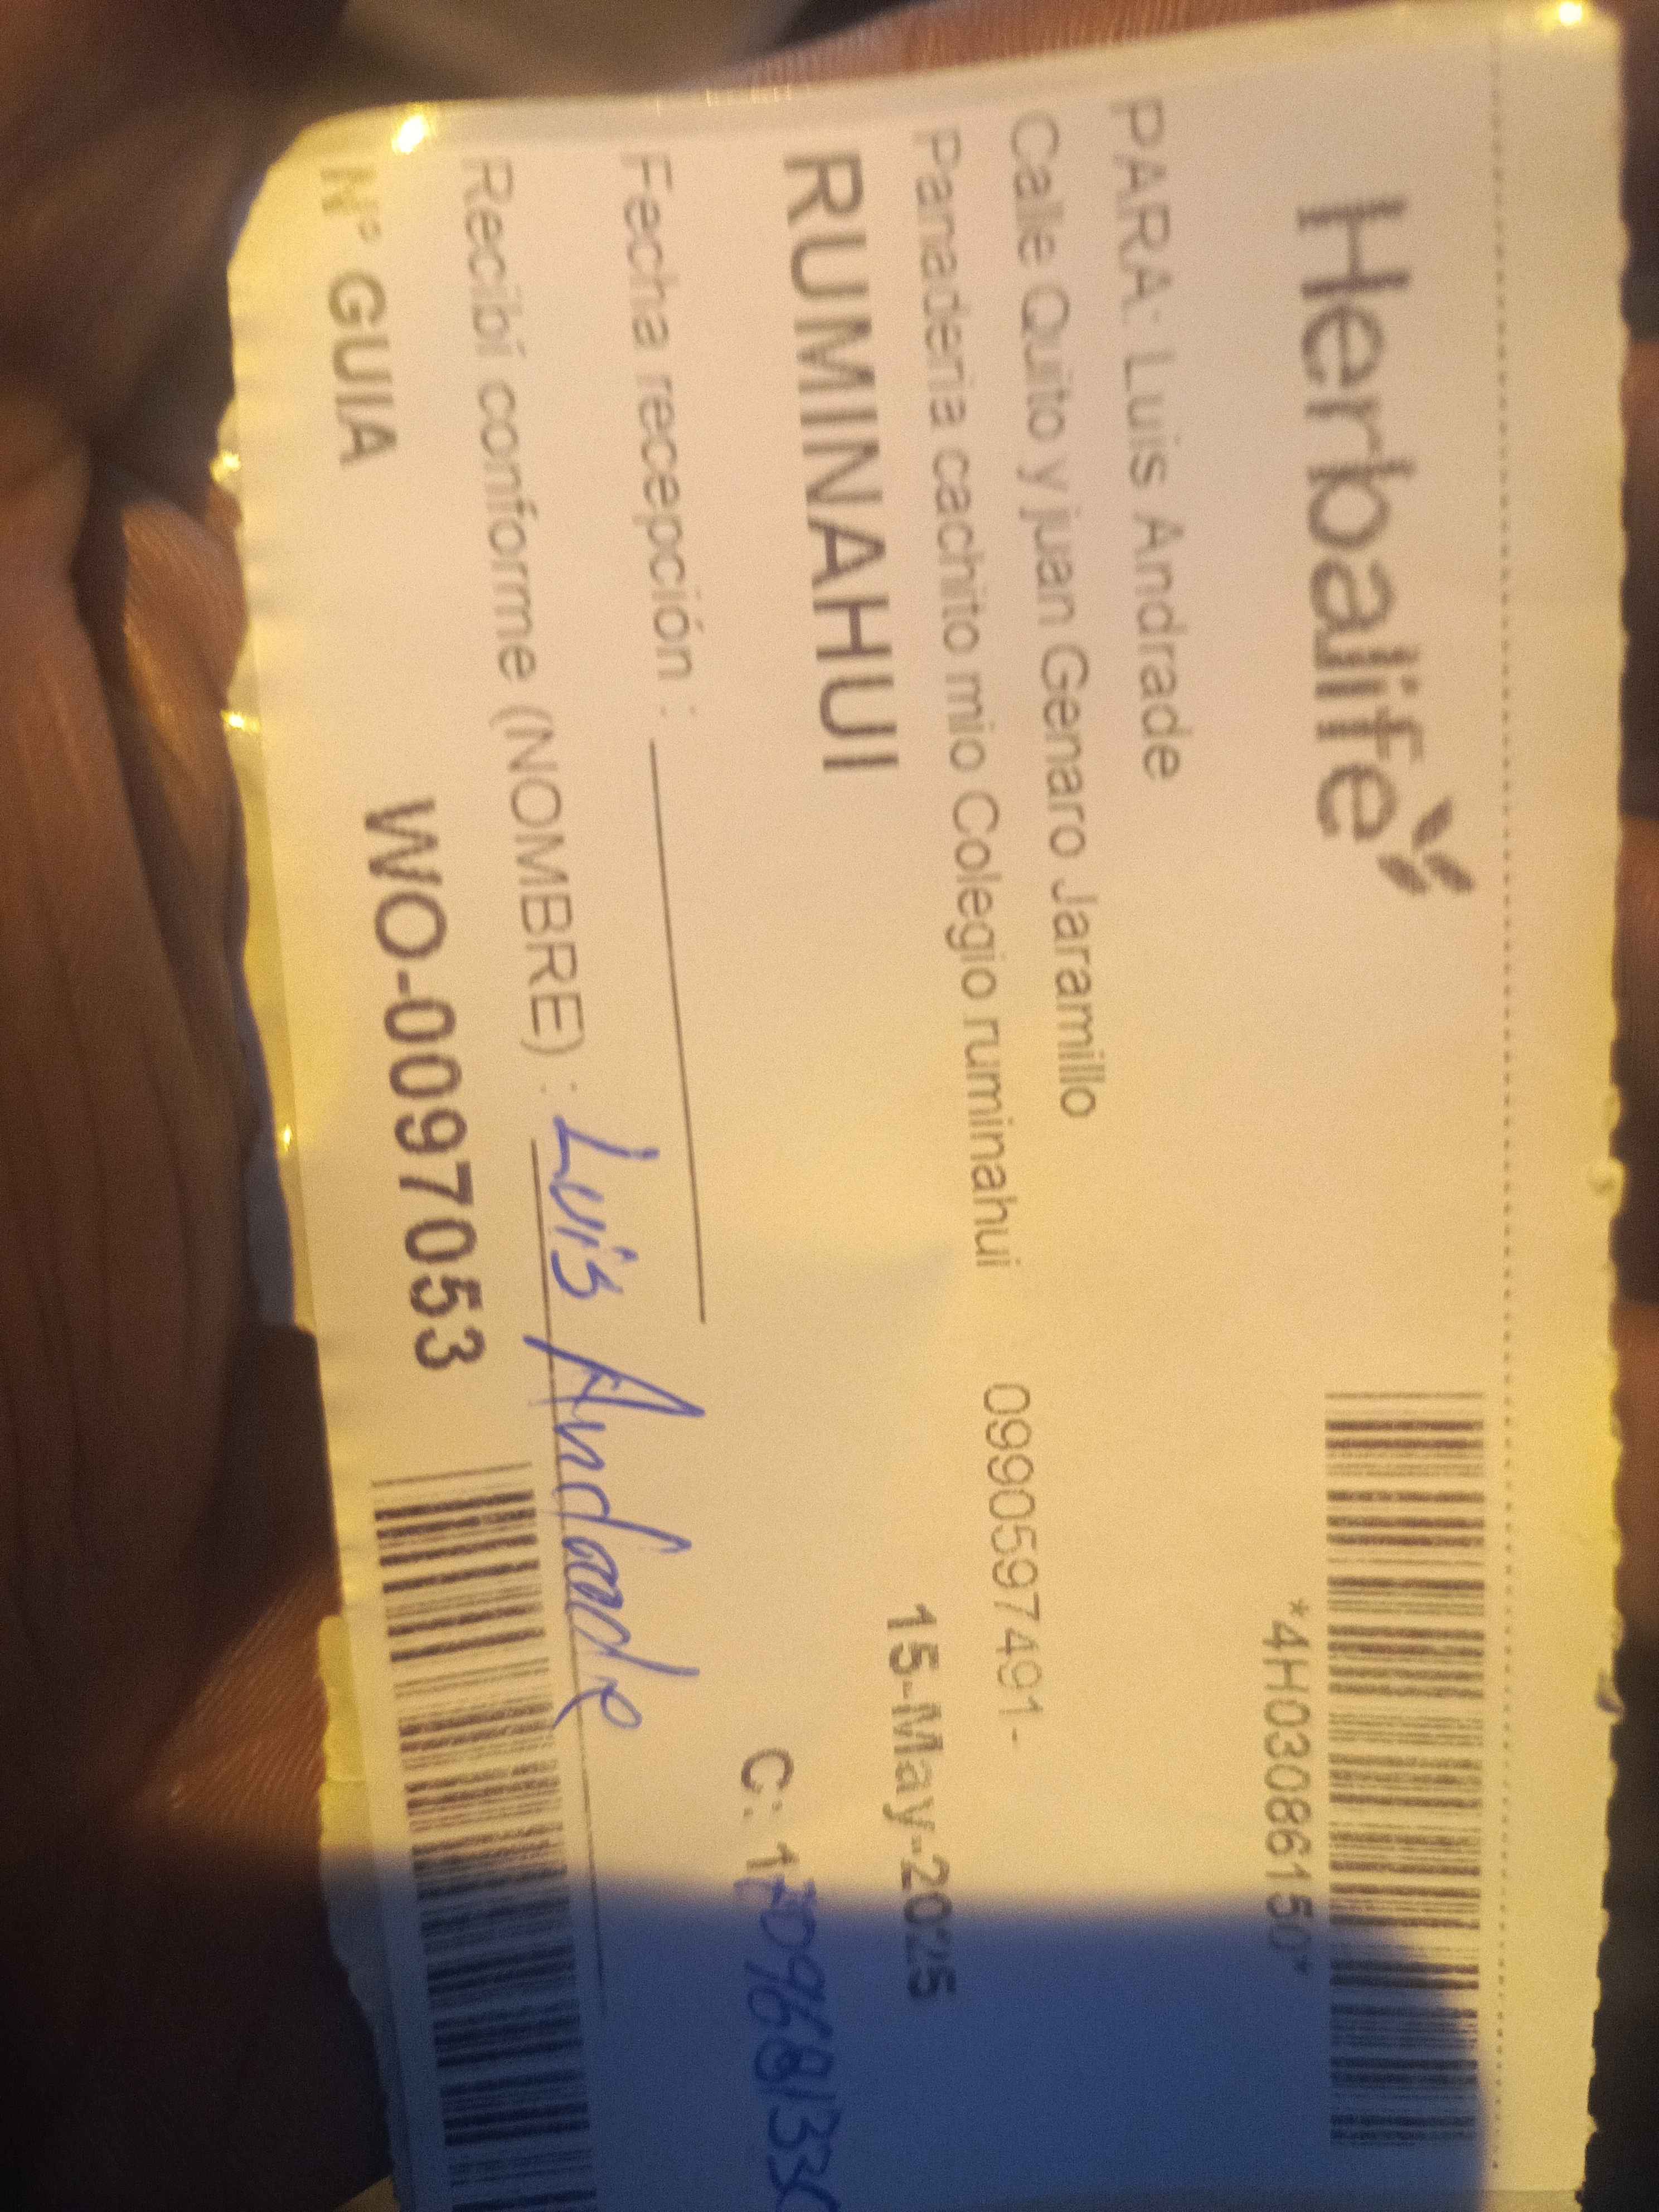 Herbalife
*4H03086150*
PARA: Luis Andrade
Calle Quito y juan Genaro Jaramillo
Panaderia cachito mio Colegio ruminahui 0990597491-
RUMINAHUI 15-May-2025
Fecha recepción :
C:
Recibí conforme (NOMBRE) : Luis Andrade
N° GUIA WO-0097053